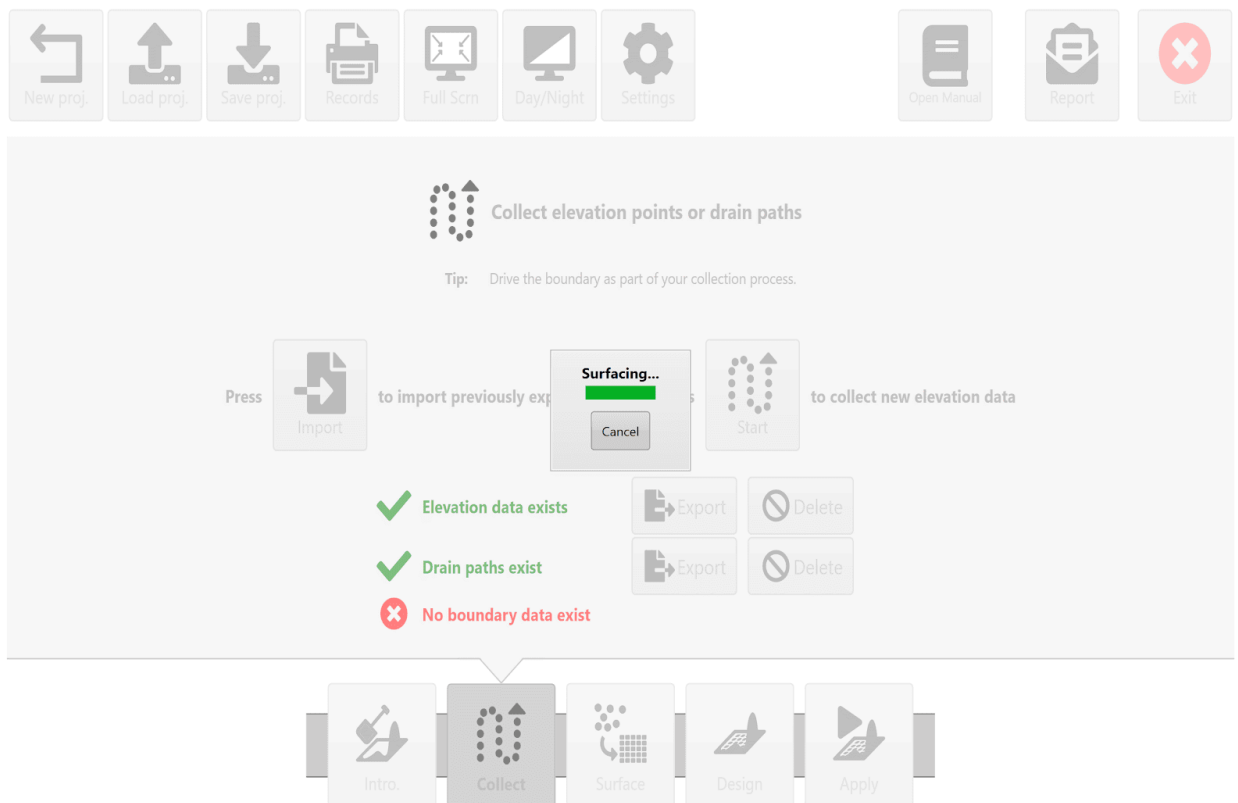 New proj.
Load proj.
Save proj.
Records
Full Scrn
Day/Night
Settings
Open Manual
Report
Exit
Collect elevation points or drain paths
Tip: Drive the boundary as part of your collection process.
Press
Import
to import previously exp
Surfacing...
Cancel
s
Start
to collect new elevation data
Elevation data exists
Export
Delete
Drain paths exist
Export
Delete
No boundary data exist
Intro.
Collect
Surface
Design
Apply